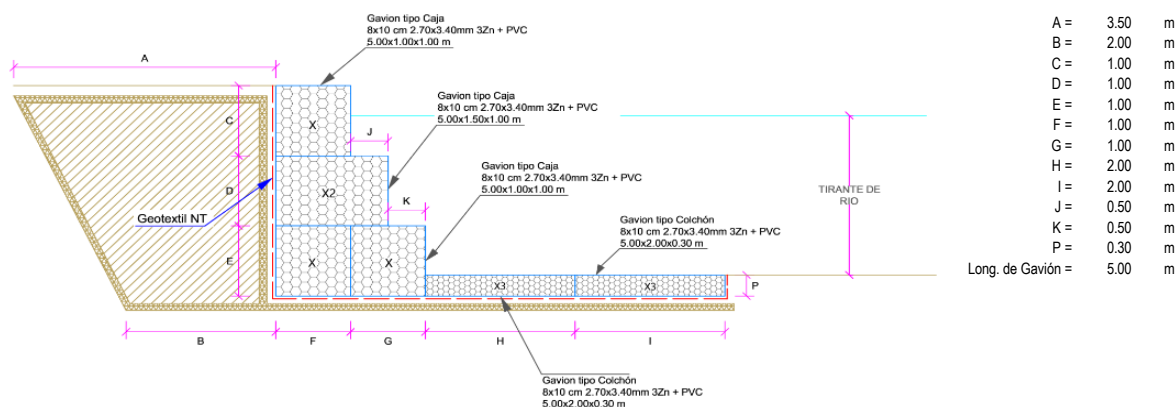 Gavion tipo Caja
8x10 cm 2.70x3.40mm 3Zn + PVC
5.00x1.00x1.00 m
A
Gavion tipo Caja
8x10 cm 2.70x3.40mm 3Zn + PVC
5.00x1.50x1.00 m
C
X
J
Gavion tipo Caja
8x10 cm 2.70x3.40mm 3Zn + PVC
5.00x1.00x1.00 m
D
X2
K
TIRANTE DE
RIO
Geotextil NT
Gavion tipo Colchón
8x10 cm 2.70x3.40mm 3Zn + PVC
5.00x2.00x0.30 m
E
X
X
X3
X3
P
B
F
G
H
I
Gavion tipo Colchón
8x10 cm 2.70x3.40mm 3Zn + PVC
5.00x2.00x0.30 m
A = 3.50 m
B = 2.00 m
C = 1.00 m
D = 1.00 m
E = 1.00 m
F = 1.00 m
G = 1.00 m
H = 2.00 m
I = 2.00 m
J = 0.50 m
K = 0.50 m
P = 0.30 m
Long. de Gavión = 5.00 m